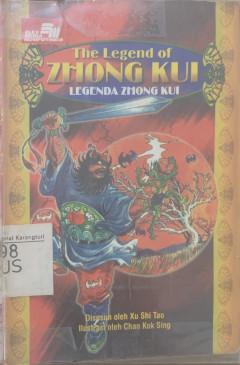 The Legend of
ZHONG KUI
LEGENDA ZHONG KUI
98
US
Disusun oleh Xu Shi Tao
Ilustrasi oleh Chan Kok Sing